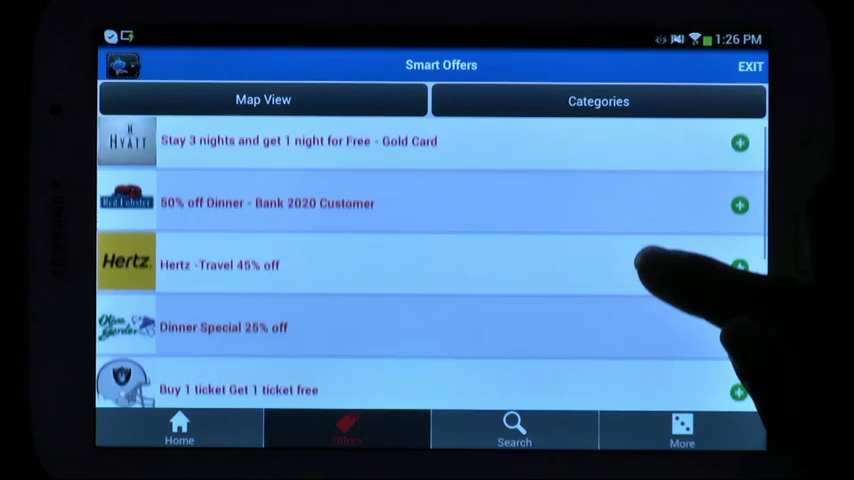 1:26 PM
Smart Offers
EXIT
Map View
Categories
H
HYATT
Stay 3 nights and get 1 night for Free - Gold Card
Red Lobster
50% off Dinner - Bank 2020 Customer
Hertz.
Hertz -Travel 45% off
Olive Garden
Dinner Special 25% off
Buy 1 ticket Get 1 ticket free
Home
Offers
Search
More